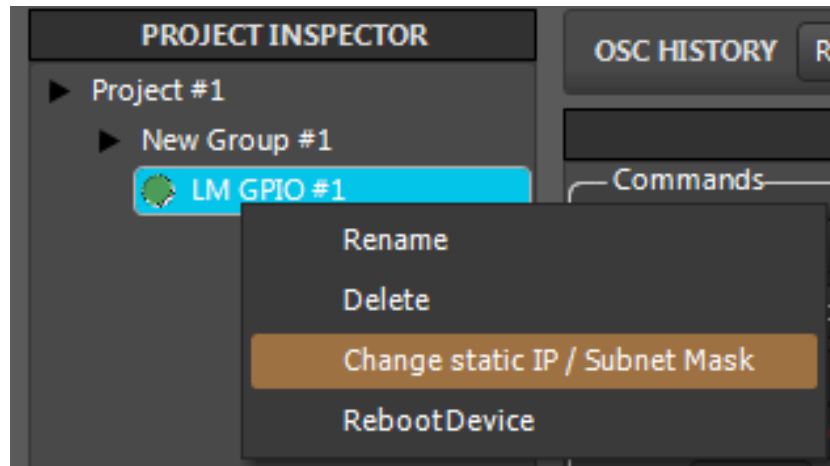 PROJECT INSPECTOR
Project #1
New Group #1
LM GPIO #1
Rename
Delete
Change static IP / Subnet Mask
RebootDevice
OSC HISTORY R
Commands